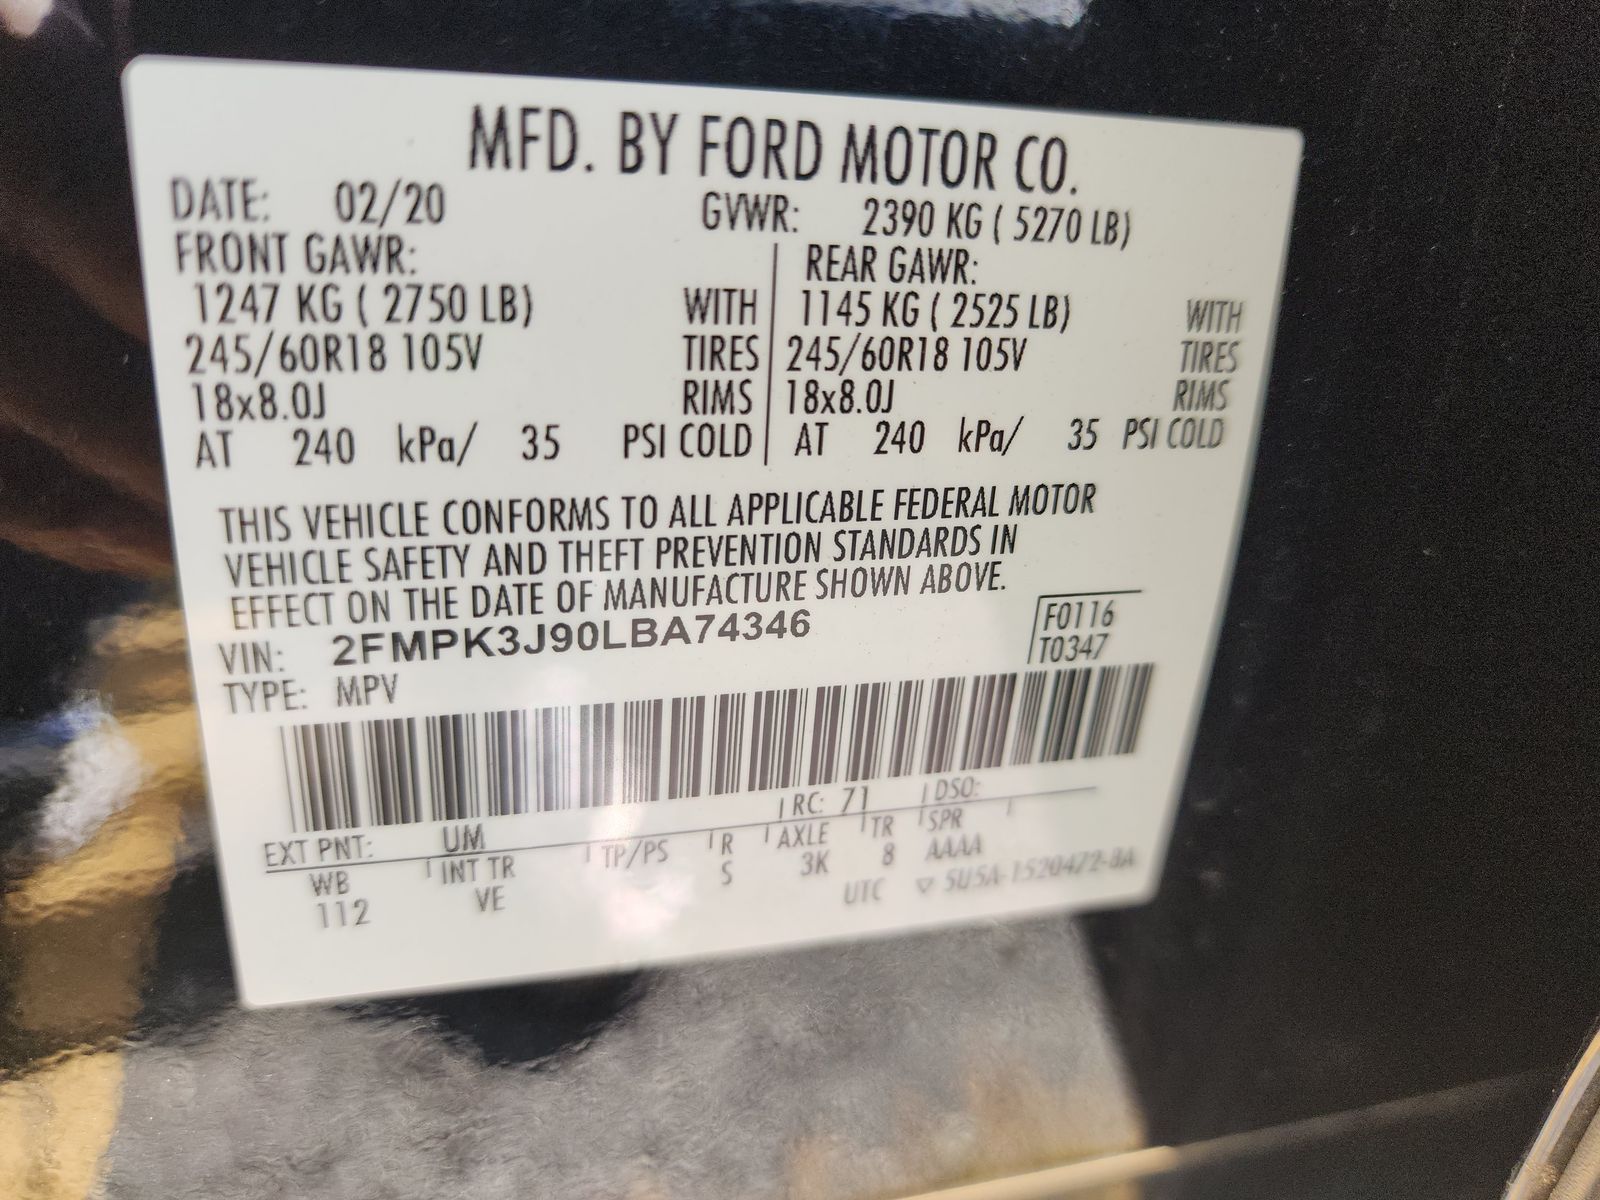 MFD. BY FORD MOTOR CO.
DATE: 02/20 GVWR: 2390 KG ( 5270 LB)
FRONT GAWR: REAR GAWR:
1247 KG ( 2750 LB) WITH 1145 KG ( 2525 LB) WITH
245/60R18 105V TIRES 245/60R18 105V TIRES
18x8.0J RIMS 18x8.0J RIMS
AT 240 kPa/ 35 PSI COLD AT 240 kPa/ 35 PSI COLD
THIS VEHICLE CONFORMS TO ALL APPLICABLE FEDERAL MOTOR
VEHICLE SAFETY AND THEFT PREVENTION STANDARDS IN
EFFECT ON THE DATE OF MANUFACTURE SHOWN ABOVE.
VIN: 2FMPK3J90LBA74346 F0116
TYPE: MPV T0347
EXT PNT: UM RC: 71 DSO:
WB INT TR TP/PS R AXLE TR SPR
112 VE S 3K 8 AAAA
UTC ▽ 5U5A-1520472-BA